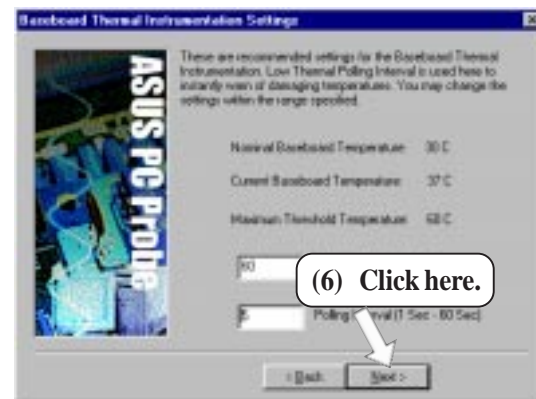 Baseboard Thermal Instrumentation Settings
ASUS PC Probe
These are recommended settings for the Baseboard Thermal
Instrumentation. Low Thermal Polling Interval is used here to
instantly warn of damaging temperatures. You may change the
settings within the range specified.
Nominal Baseboard Temperature 30 C
Current Baseboard Temperature 37 C
Maximum Threshold Temperature 60 C
60
(6) Click here.
5
Polling (1 Sec - 60 Sec)
< Back
Next >